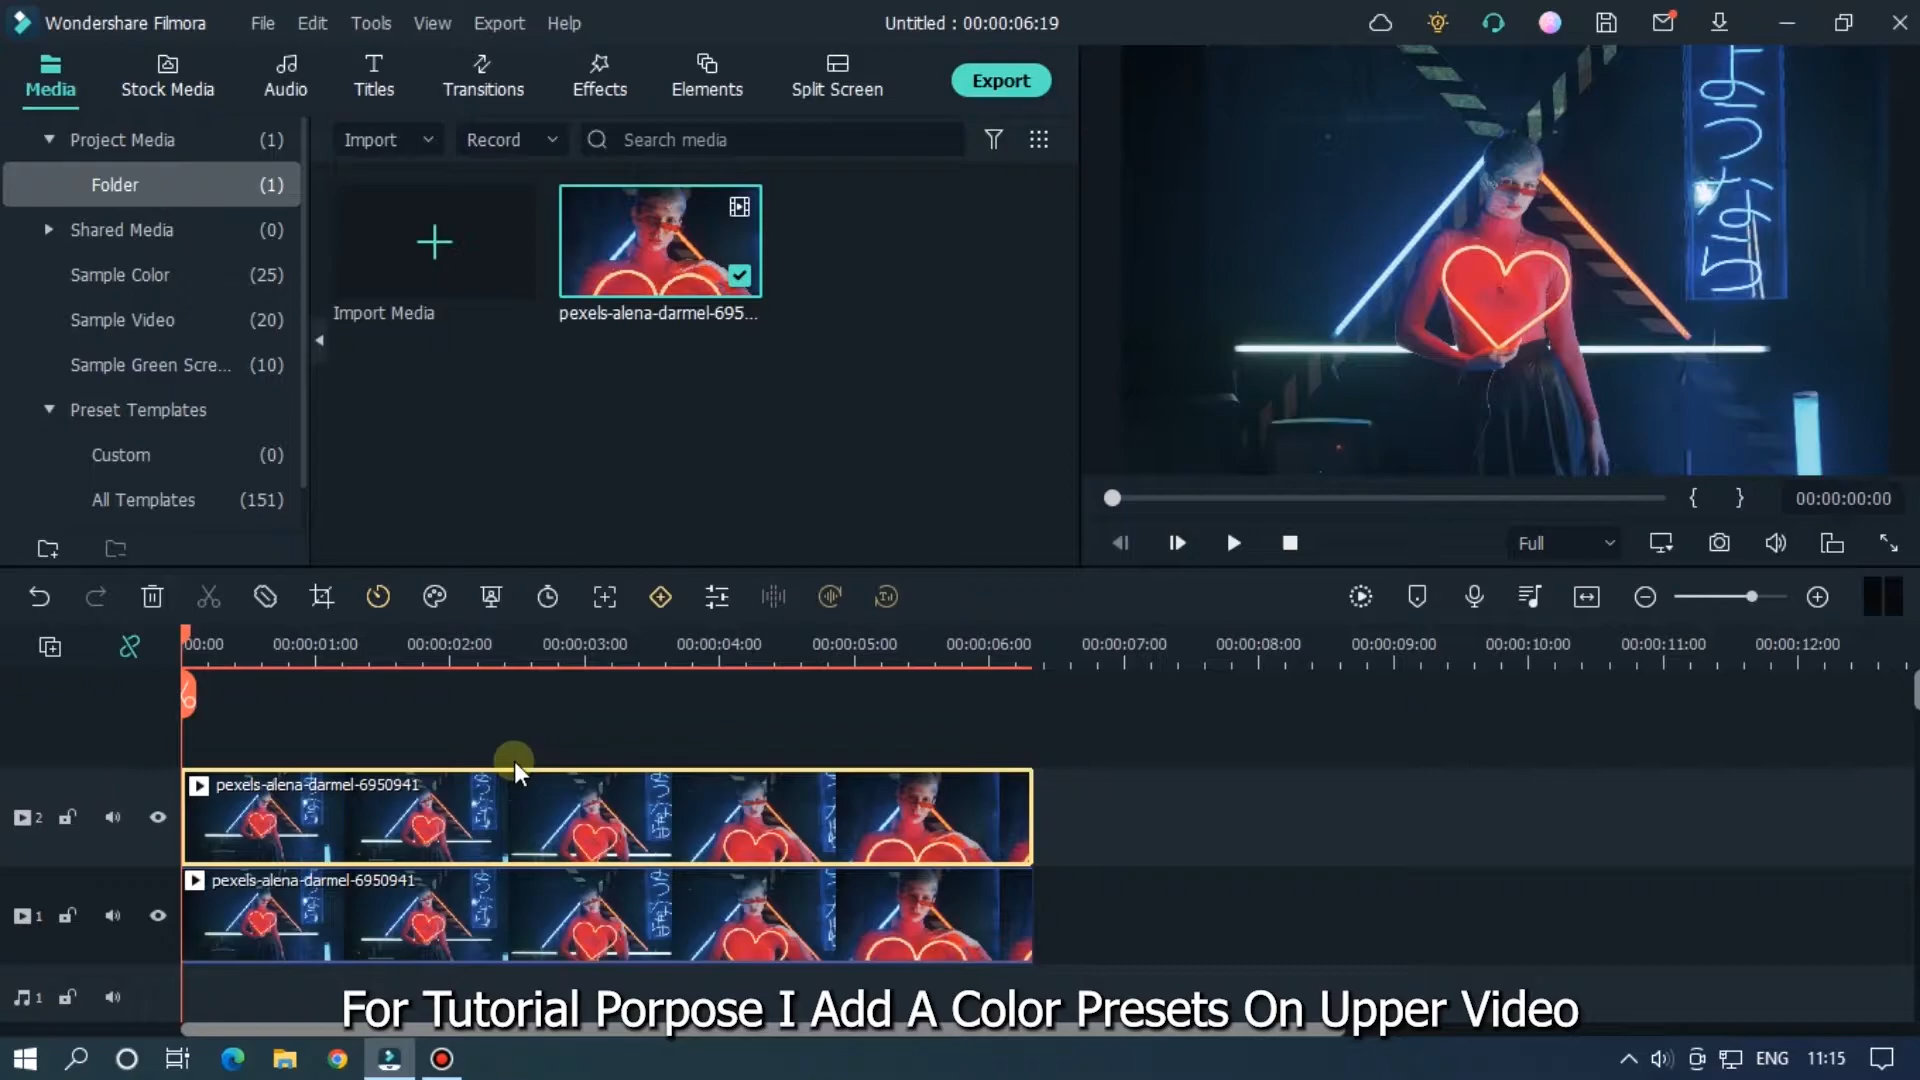 Wondershare Filmora
File Edit Tools View Export Help
Untitled : 00:00:06:19
Media
Stock Media
Audio
Titles
Transitions
Effects
Elements
Split Screen
Export
Project Media (1)
Folder (1)
Shared Media (0)
Sample Color (25)
Sample Video (20)
Sample Green Scre... (10)
Preset Templates
Custom (0)
All Templates (151)
Import
Record
Search media
Import Media
pexels-alena-darmel-695...
{ } 00:00:00:00
Full
00:00 00:00:01:00 00:00:02:00 00:00:03:00 00:00:04:00 00:00:05:00 00:00:06:00 00:00:07:00 00:00:08:00 00:00:09:00 00:00:10:00 00:00:11:00 00:00:12:00
2
pexels-alena-darmel-6950941
1
pexels-alena-darmel-6950941
1
For Tutorial Porpose I Add A Color Presets On Upper Video
ENG 11:15